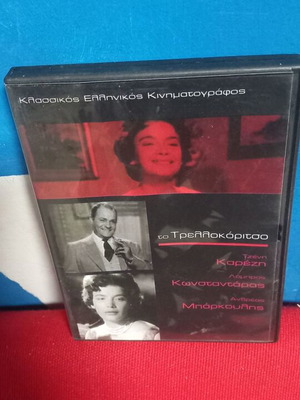 Κλασσικός Ελληνικός Κινηματογράφος
το Τρελλοκόριτσο
Τζένη
Καρέζη
Λάμπρος
Κωνσταντάρας
Ανδρέας
Μπάρκουλης